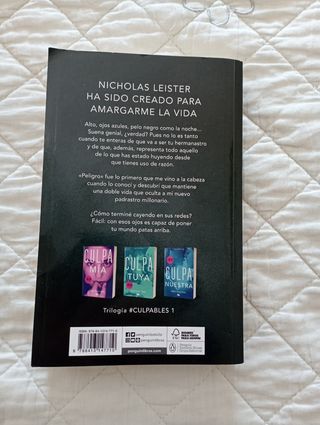 NICHOLAS LEISTER
HA SIDO CREADO PARA
AMARGARME LA VIDA
Alto, ojos azules, pelo negro como la noche...
Suena genial, ¿verdad? Pues no lo es tanto
cuando te enteras de que va a ser tu hermanastro
y de que, además, representa todo aquello
de lo que has estado huyendo desde
que tienes uso de razón.
«Peligro» fue lo primero que me vino a la cabeza
cuando lo conocí y descubrí que mantiene
una doble vida que oculta a mi nuevo
padrastro millonario.
¿Cómo terminé cayendo en sus redes?
Fácil: con esos ojos es capaz de poner
tu mundo patas arriba.
CULPA
MÍA
CULPA
TUYA
CULPA
NUESTRA
Trilogía #CULPABLES 1
penguinlibros.com